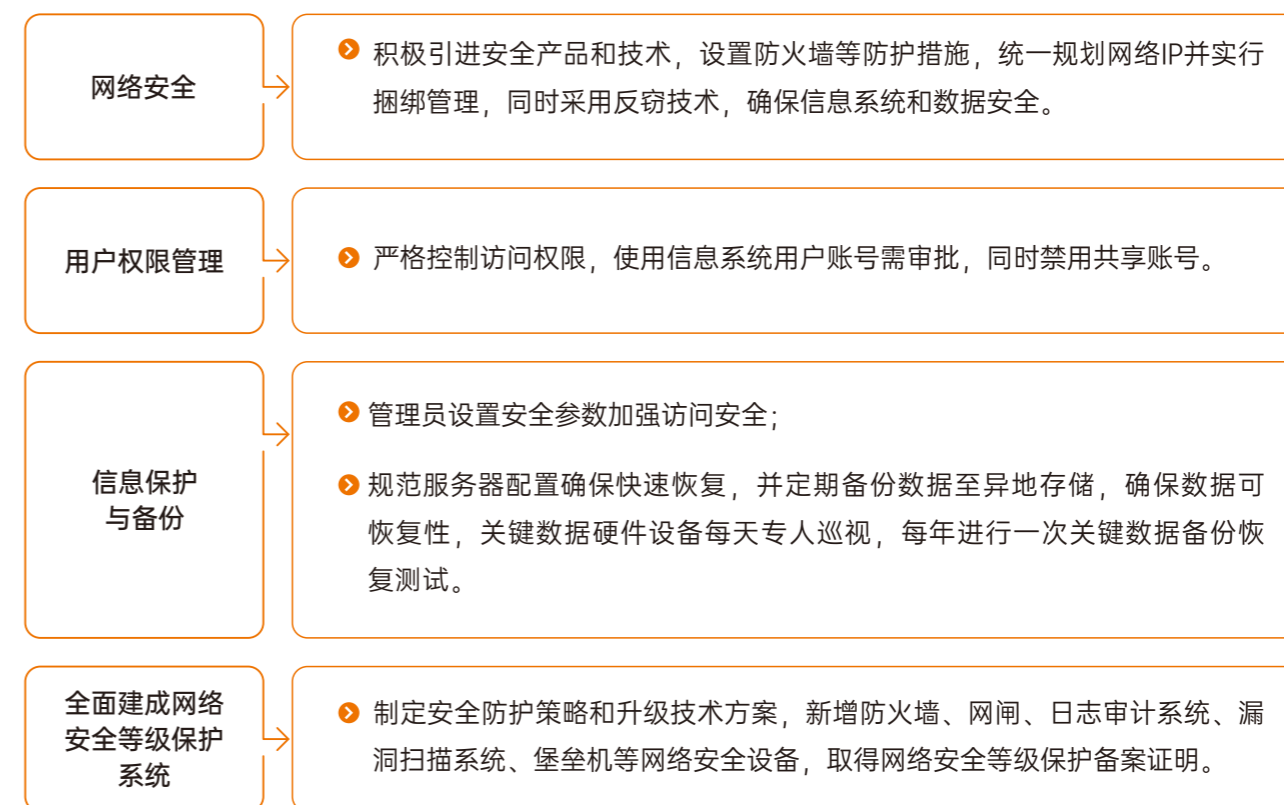 网络安全
积极引进安全产品和技术，设置防火墙等防护措施，统一规划网络IP并实行
捆绑管理，同时采用反窃技术，确保信息系统和数据安全。
用户权限管理
严格控制访问权限，使用信息系统用户账号需审批，同时禁用共享账号。
信息保护
与备份
管理员设置安全参数加强访问安全；
规范服务器配置确保快速恢复，并定期备份数据至异地存储，确保数据可
恢复性，关键数据硬件设备每天专人巡视，每年进行一次关键数据备份恢
复测试。
全面建成网络
安全等级保护
系统
制定安全防护策略和升级技术方案，新增防火墙、网闸、日志审计系统、漏
洞扫描系统、堡垒机等网络安全设备，取得网络安全等级保护备案证明。